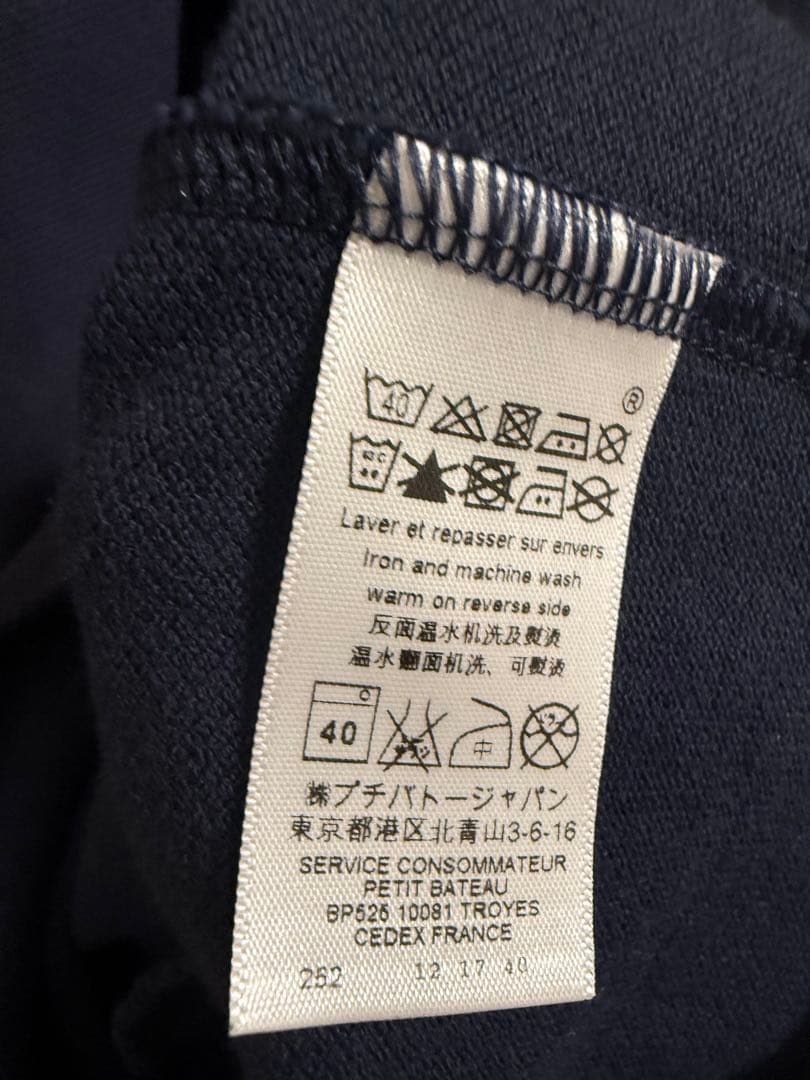 ®
40
Laver et repasser sur envers
Iron and machine wash
warm on reverse side
反面温水机洗及熨烫
温水翻面机洗、可熨烫
40 中
㈱プチバトージャパン
東京都港区北青山3-6-16
SERVICE CONSOMMATEUR
PETIT BATEAU
BP525 10081 TROYES
CEDEX FRANCE
252 12 17 40